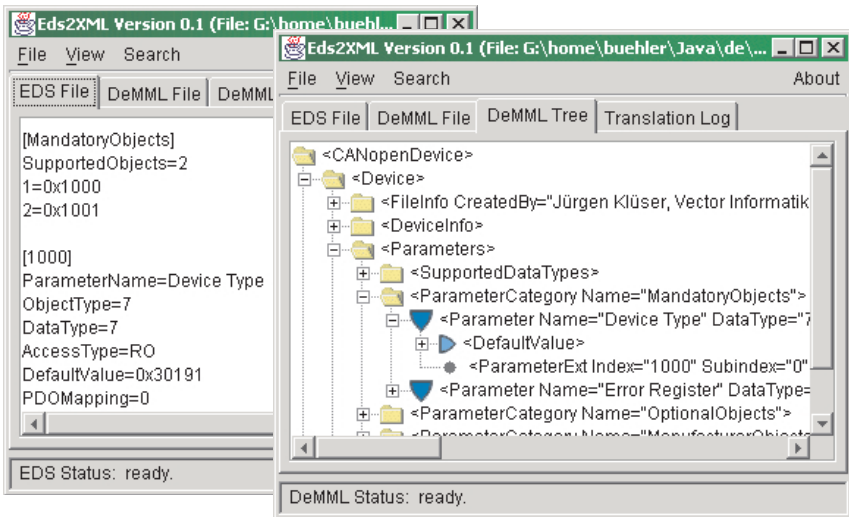 Eds2XML Version 0.1 (File: G:\home\buehl...
File View Search
EDS File DeMML File DeMML
[MandatoryObjects]
SupportedObjects=2
1=0x1000
2=0x1001
[1000]
ParameterName=Device Type
ObjectType=7
DataType=7
AccessType=RO
DefaultValue=0x30191
PDOMapping=0
EDS Status: ready.
Eds2XML Version 0.1 (File: G:\home\buehler\Java\de\...
File View Search About
EDS File DeMML File DeMML Tree Translation Log
<CANopenDevice>
<Device>
<FileInfo CreatedBy="Jürgen Klüser, Vector Informatik
<DeviceInfo>
<Parameters>
<SupportedDataTypes>
<ParameterCategory Name="MandatoryObjects">
<Parameter Name="Device Type" DataType="7
<DefaultValue>
<ParameterExt Index="1000" Subindex="0"
<Parameter Name="Error Register" DataType=
<ParameterCategory Name="OptionalObjects">
<ParameterCategory Name="ManufacturerObjects
DeMML Status: ready.